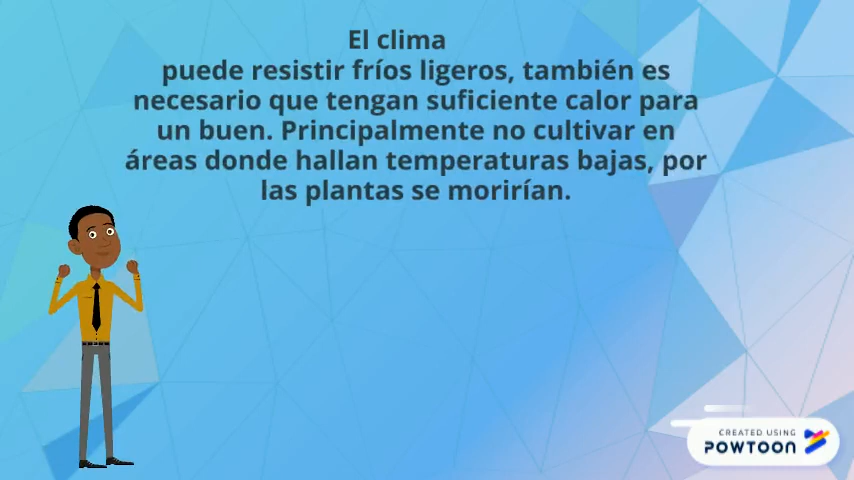 El clima
puede resistir fríos ligeros, también es
necesario que tengan suficiente calor para
un buen. Principalmente no cultivar en
áreas donde hallan temperaturas bajas, por
las plantas se morirían.
CREATED USING
POWTOON